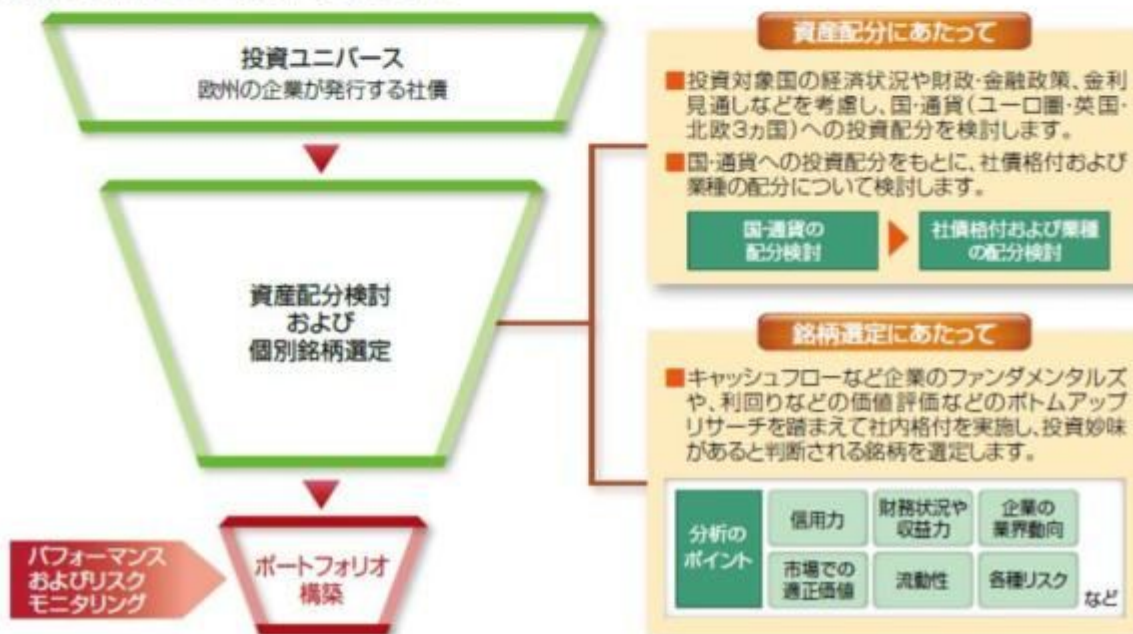 投資ユニバース
欧州の企業が発行する社債
資産配分検討
および
個別銘柄選定
ポートフォリオ
構築
パフォーマンス
およびリスク
モニタリング
資産配分にあたって
■投資対象国の経済状況や財政・金融政策、金利
見通しなどを考慮し、国・通貨(ユーロ圏・英国・
北欧3ヵ国)への投資配分を検討します。
■国・通貨への投資配分をもとに、社債格付および
業種の配分について検討します。
国・通貨の
配分検討
社債格付および業種
の配分検討
銘柄選定にあたって
■キャッシュフローなど企業のファンダメンタルズ
や、利回りなどの価値評価などのボトムアップ
リサーチを踏まえて社内格付を実施し、投資妙味
があると判断される銘柄を選定します。
分析の
ポイント
信用力
財務状況や
収益力
企業の
業界動向
市場での
適正価値
流動性
各種リスク
など